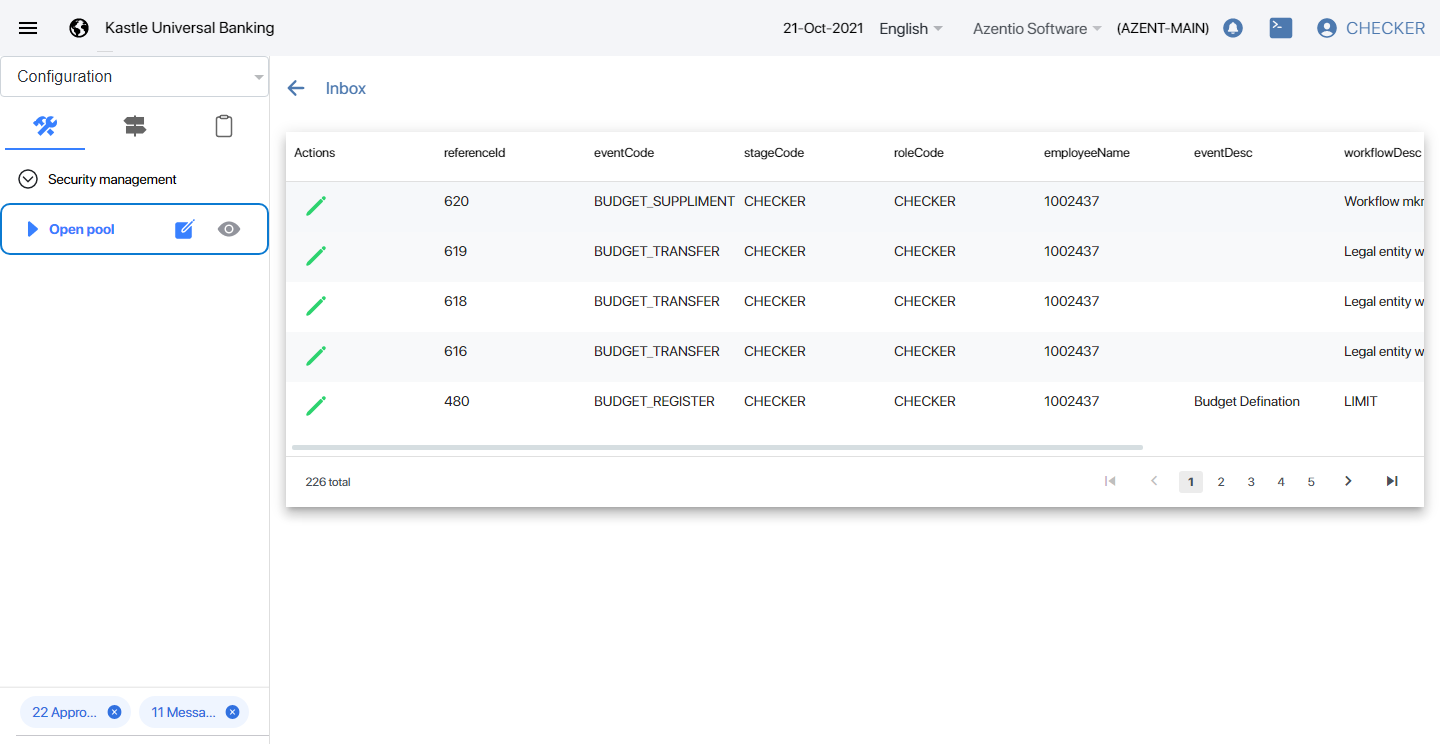 Kastle Universal Banking 21-Oct-2021 English Azentio Software (AZENT-MAIN) CHECKER
Configuration
Security management
Open pool
22 Appro... 11 Messa...
Inbox
Actions referenceId eventCode stageCode roleCode employeeName eventDesc workflowDesc
620 BUDGET_SUPPLIMENT CHECKER CHECKER 1002437 Workflow mkr
619 BUDGET_TRANSFER CHECKER CHECKER 1002437 Legal entity w
618 BUDGET_TRANSFER CHECKER CHECKER 1002437 Legal entity w
616 BUDGET_TRANSFER CHECKER CHECKER 1002437 Legal entity w
480 BUDGET_REGISTER CHECKER CHECKER 1002437 Budget Defination LIMIT
226 total 1 2 3 4 5